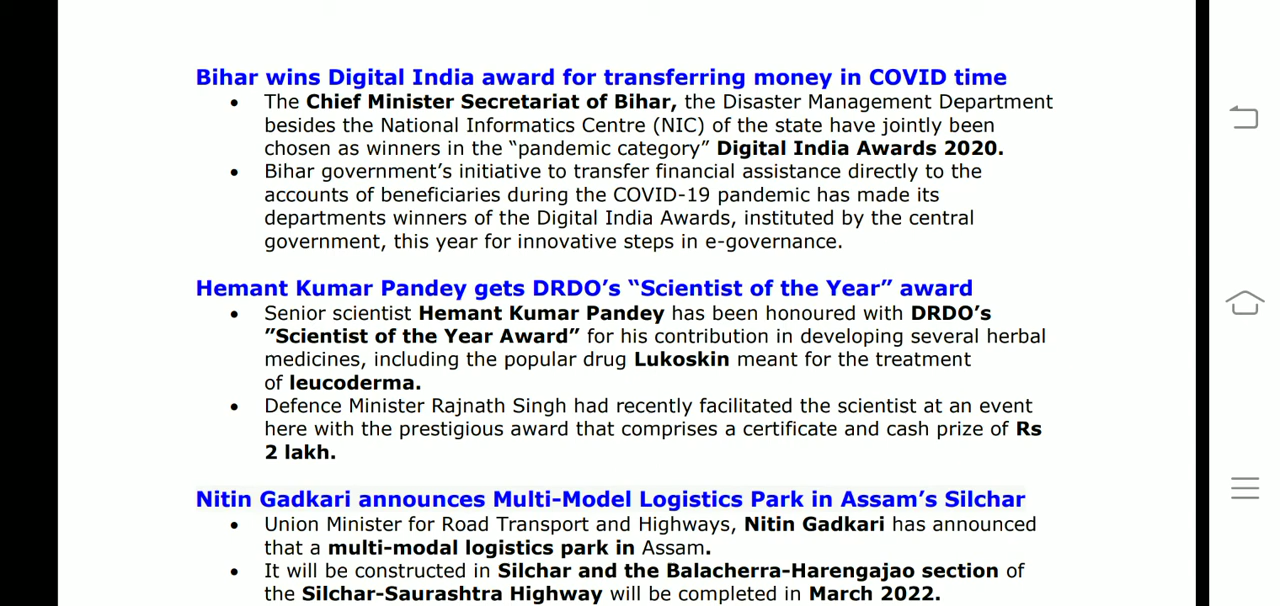 Bihar wins Digital India award for transferring money in COVID time
• The Chief Minister Secretariat of Bihar, the Disaster Management Department
besides the National Informatics Centre (NIC) of the state have jointly been
chosen as winners in the “pandemic category” Digital India Awards 2020.
• Bihar government’s initiative to transfer financial assistance directly to the
accounts of beneficiaries during the COVID-19 pandemic has made its
departments winners of the Digital India Awards, instituted by the central
government, this year for innovative steps in e-governance.
Hemant Kumar Pandey gets DRDO’s “Scientist of the Year” award
• Senior scientist Hemant Kumar Pandey has been honoured with DRDO’s
”Scientist of the Year Award” for his contribution in developing several herbal
medicines, including the popular drug Lukoskin meant for the treatment
of leucoderma.
• Defence Minister Rajnath Singh had recently facilitated the scientist at an event
here with the prestigious award that comprises a certificate and cash prize of Rs
2 lakh.
Nitin Gadkari announces Multi-Model Logistics Park in Assam’s Silchar
• Union Minister for Road Transport and Highways, Nitin Gadkari has announced
that a multi-modal logistics park in Assam.
• It will be constructed in Silchar and the Balacherra-Harengajao section of
the Silchar-Saurashtra Highway will be completed in March 2022.